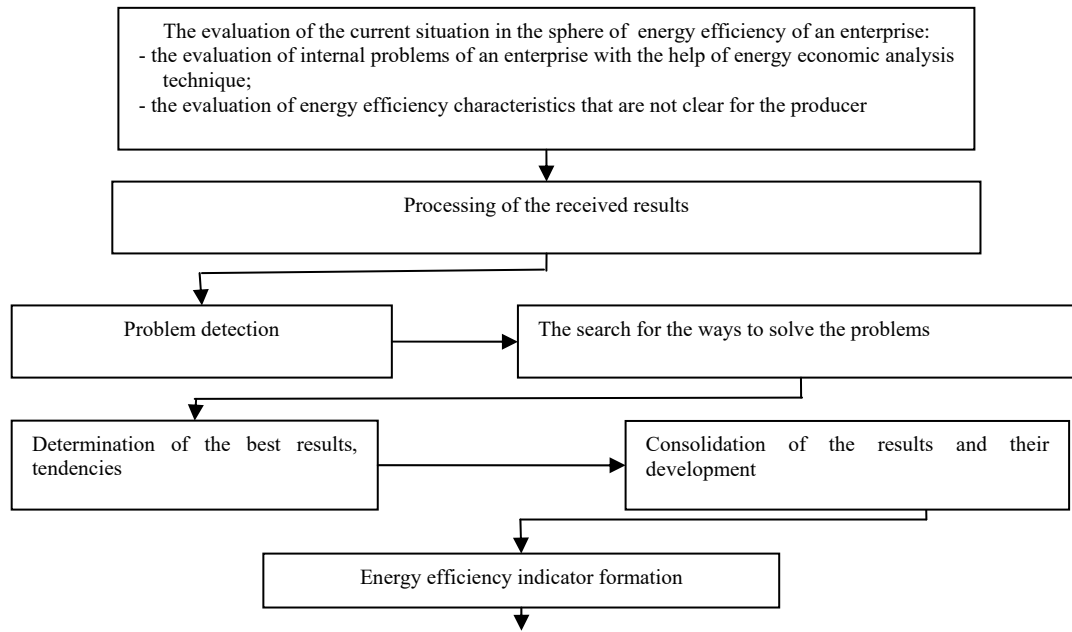 The evaluation of the current situation in the sphere of energy efficiency of an enterprise:
- the evaluation of internal problems of an enterprise with the help of energy economic analysis
technique;
- the evaluation of energy efficiency characteristics that are not clear for the producer
Processing of the received results
Problem detection
The search for the ways to solve the problems
Determination of the best results,
tendencies
Consolidation of the results and their
development
Energy efficiency indicator formation